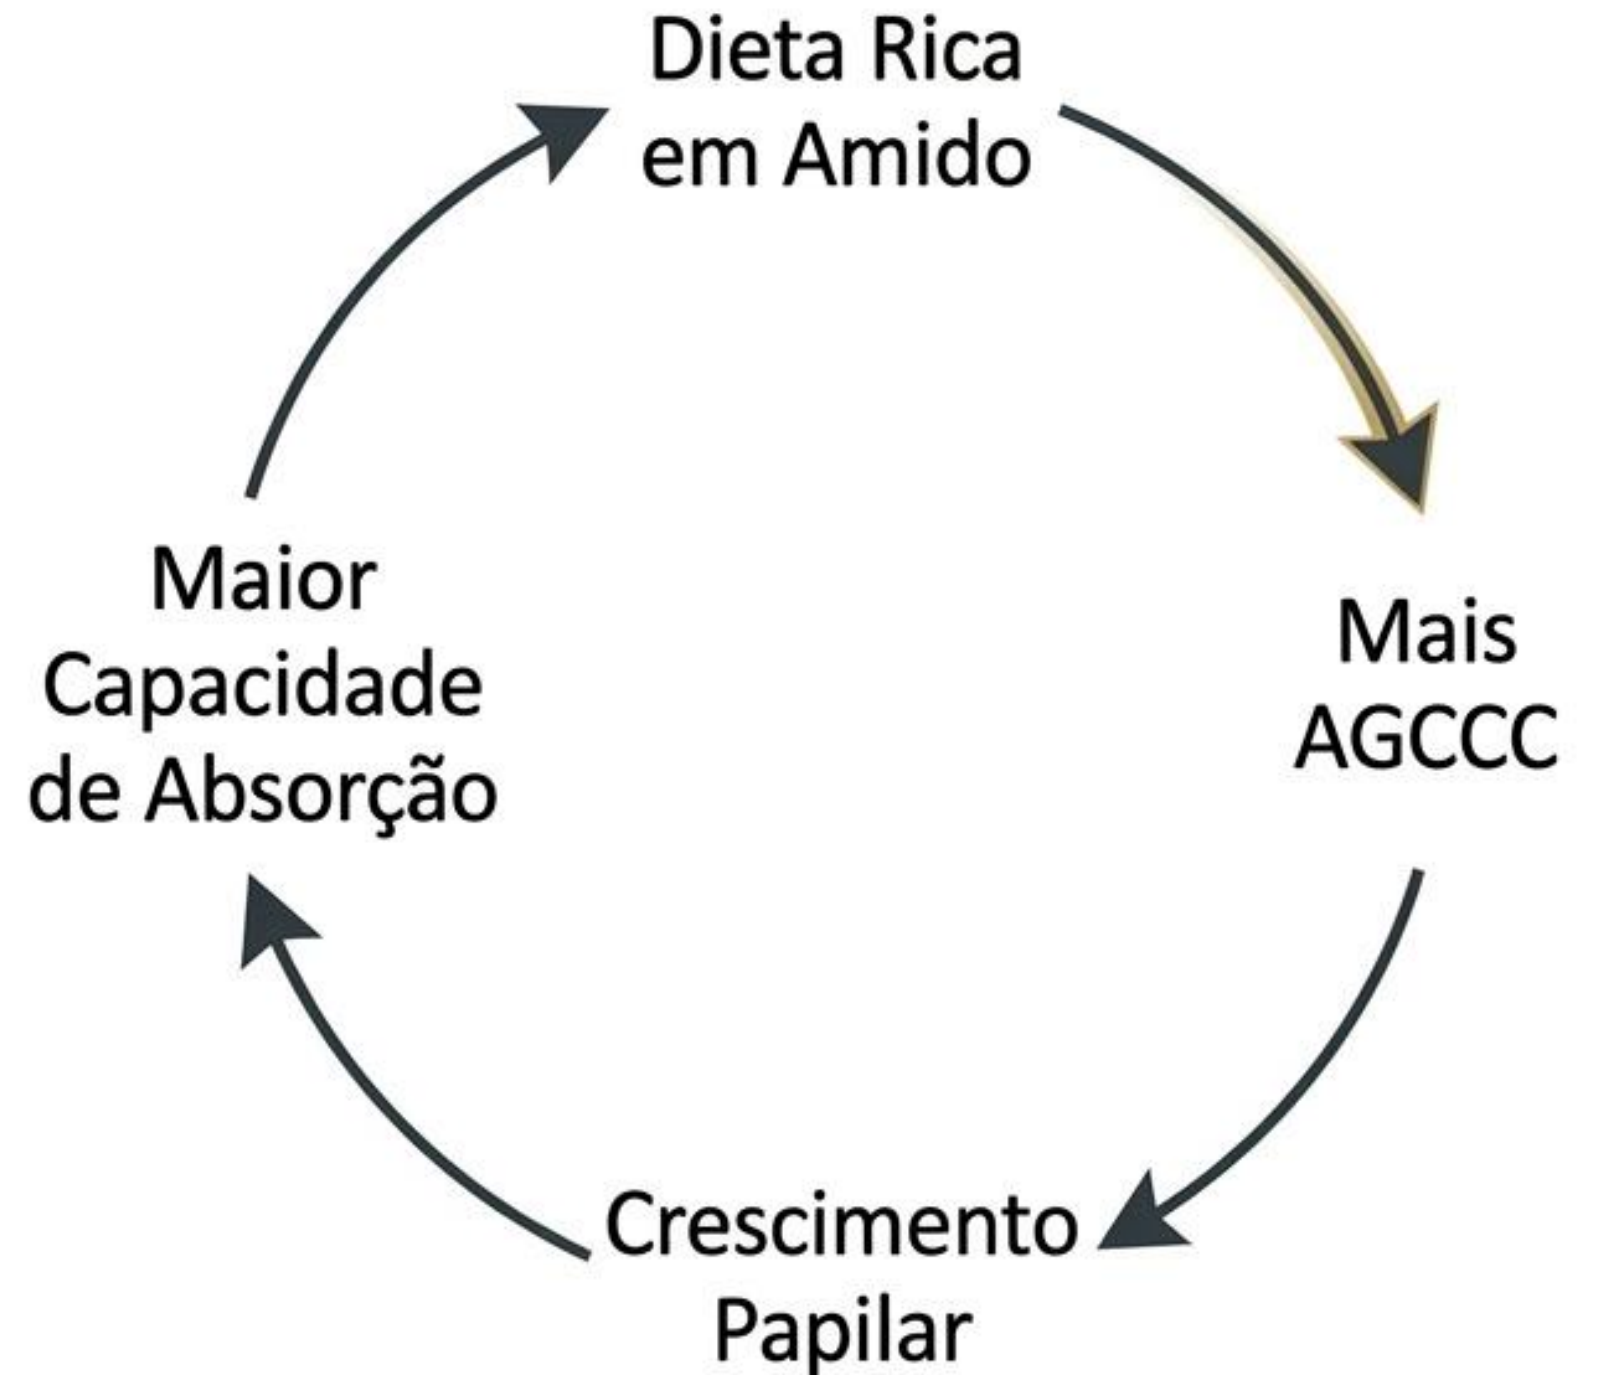 Dieta Rica
em Amido
Mais
AGCCC
Crescimento
Papilar
Maior
Capacidade
de Absorção